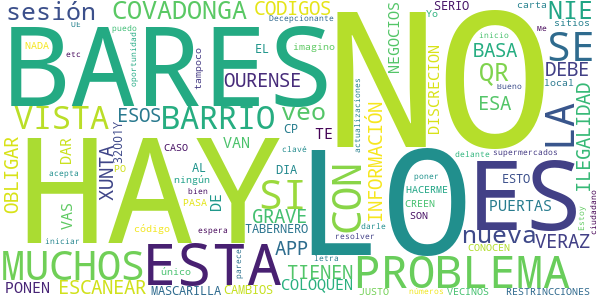 sesión COVADONGA CODIGOS Decepcionante Yo SERIO carta NIE
UE
BARES NO
NADA imagino puedo EL oportunidad NEGOCIOS Me sitios inicio SE
etc tampoco OURENSE BASA
QR DEBE
Bueno local
VISTA BARRIO ESOS veo ESA
DISCRECION LA ILEGALIDAD
actualizaciones INFORMACIÓN
OBLIGAR DAR XUNTA 32001Y VAN CP TE
HAY LO ES
CASO AL SI CON clavé delante supermercados
acepta PO ningún DIA poner ESTO
VAS bien DE HACERME PUERTAS
PASA GRAVE CREEN Estoy ciudadano
código espera TABERNERO darle SON
iniciar resolver nueva VERAZ
MUCHOS ESTA APP letra PROBLEMA CONOCEN
único parece TIENEN
PONEN ESCANEAR MASCARILLA CAMBIOS COLOQUEN JUSTO números VECINOS RESTRINCCIONES